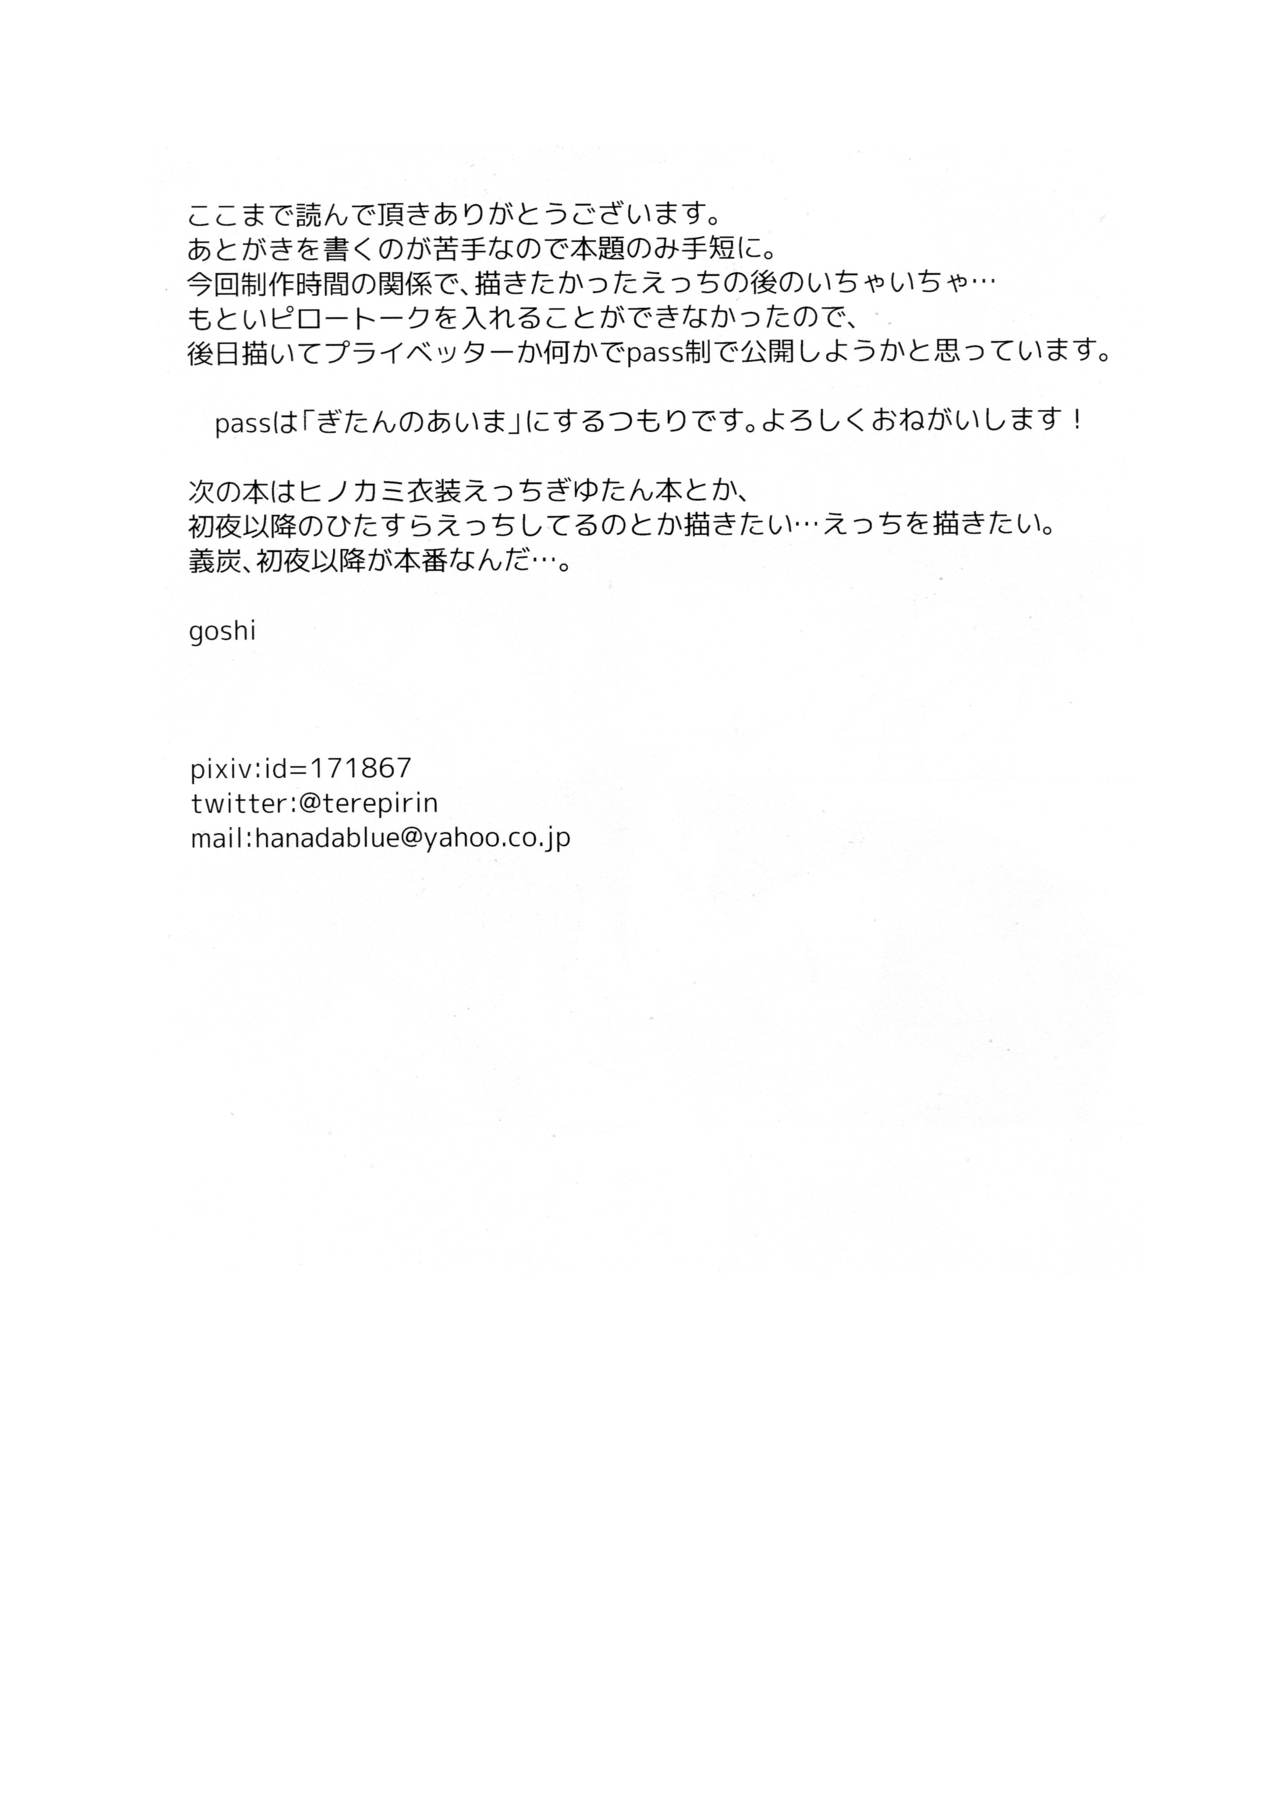 ここまで読んで頂きありがとうございます。
あとがきを書くのが苦手なので本題のみ手短に。
今回制作時間の関係で、描きたかったえっちの後のいちゃいちゃ…
もといピロートークを入れることができなかったので、
後日描いてプライベッターか何かでpass制で公開しようかと思っています。
passは「ぎたんのあいま」にするつもりです。よろしくおねがいします！
次の本はヒノカミ衣装えっちぎゆたん本とか、
初夜以降のひたすらえっちしてるのとか描きたい…えっちを描きたい。
義炭、初夜以降が本番なんだ…。
goshi
pixiv:id=171867
twitter:@terepirin
mail:hanadablue@yahoo.co.jp